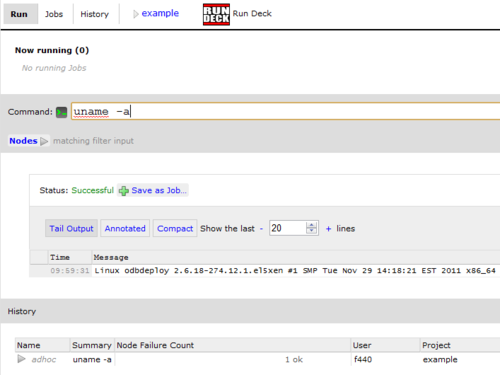 Run Jobs History example RUN DECK Run Deck
Now running (0)
No running Jobs
Command: uname -a
Nodes matching filter input
Status: Successful Save as Job...
Tail Output Annotated Compact Show the last - 20 + lines
Time Message
09:59:31 Linux odbdeploy 2.6.18-274.12.1.el5xen #1 SMP Tue Nov 29 14:18:21 EST 2011 x86_64
History
Name Summary Node Failure Count User Project
adhoc uname -a 1 ok f440 example